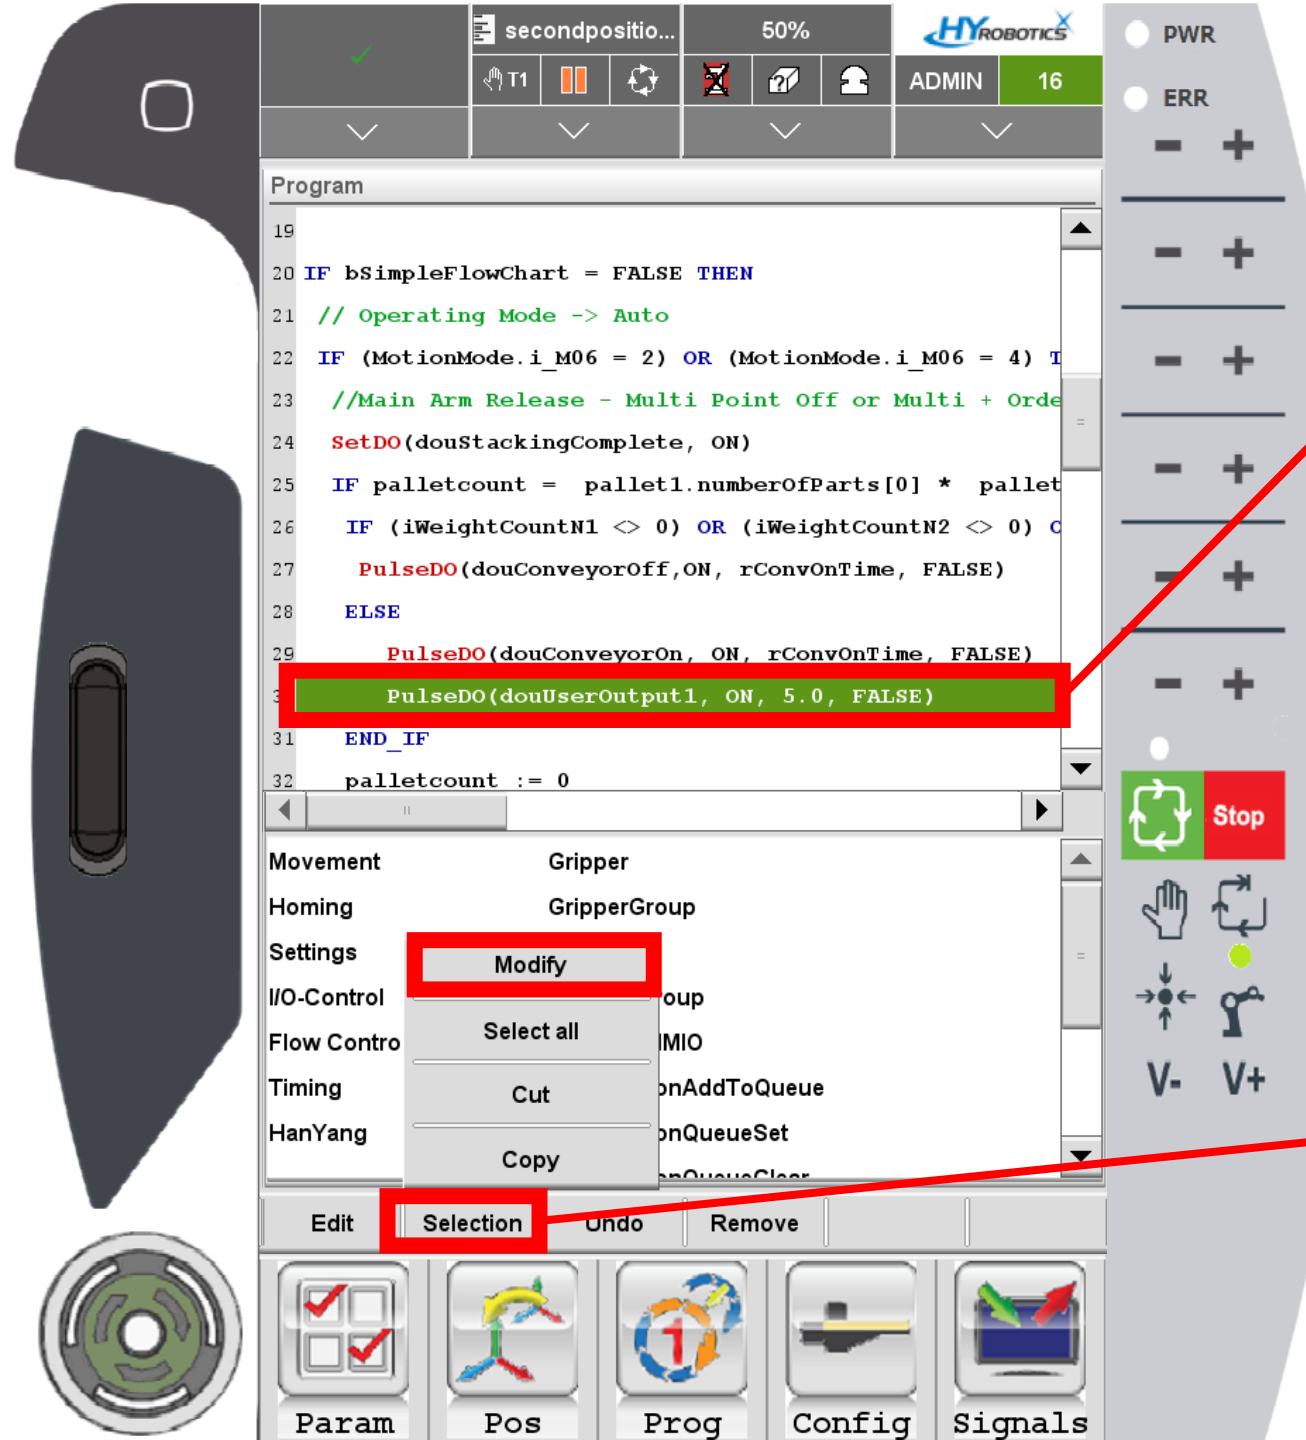 secondpositio...
50%
HYROBOTICS
PWR
T1
ADMIN
16
ERR
Program
19
20 IF bSimpleFlowChart = FALSE THEN
21 // Operating Mode -> Auto
22 IF (MotionMode.i_M06 = 2) OR (MotionMode.i_M06 = 4) T
23 //Main Arm Release - Multi Point Off or Multi + Orde
24 SetDO(douStackingComplete, ON)
25 IF palletcount = pallet1.numberOfParts[0] * pallet
26 IF (iWeightCountN1 <> 0) OR (iWeightCountN2 <> 0) O
27 PulseDO(douConveyorOff,ON, rConvOnTime, FALSE)
28 ELSE
29 PulseDO(douConveyorOn, ON, rConvOnTime, FALSE)
PulseDO(douUserOutput1, ON, 5.0, FALSE)
31 END_IF
32 palletcount := 0
Stop
Movement Gripper
Homing GripperGroup
Settings
Modify
I/O-Control oup
Select all
Flow Contro IMIO
Timing onAddToQueue
Cut
HanYang onQueueSet
Copy
onQueueClear
V- V+
Edit Selection Undo Remove
Param Pos Prog Config Signals